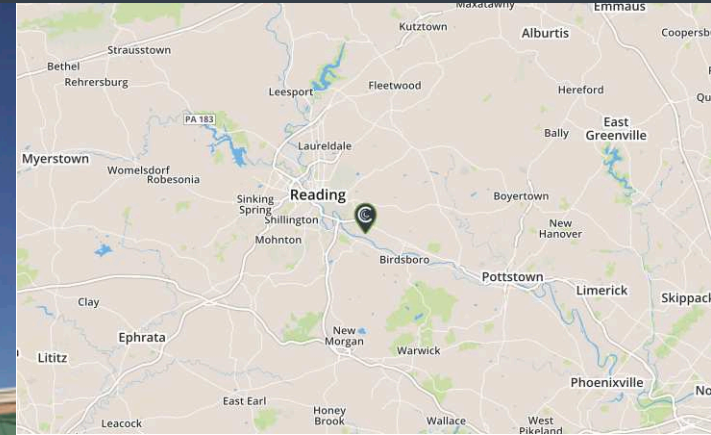 Maxatawny
Emmaus
Kutztown
Alburtis
Strausstown
Bethel
Rehrersburg
Leesport
Fleetwood
Hereford
PA 183
East
Greenville
Bally
Laureldale
Myerstown
Womelsdorf
Robesonia
Reading
Sinking
Spring
Boyertown
Shillington
New
Hanover
Mohnton
Birdsboro
Pottstown
Limerick
Clay
Skippack
Ephrata
New
Morgan
Warwick
Lititz
Phoenixville
East Earl
Honey
Brook
Leacock
Wallace
West
Pikeland